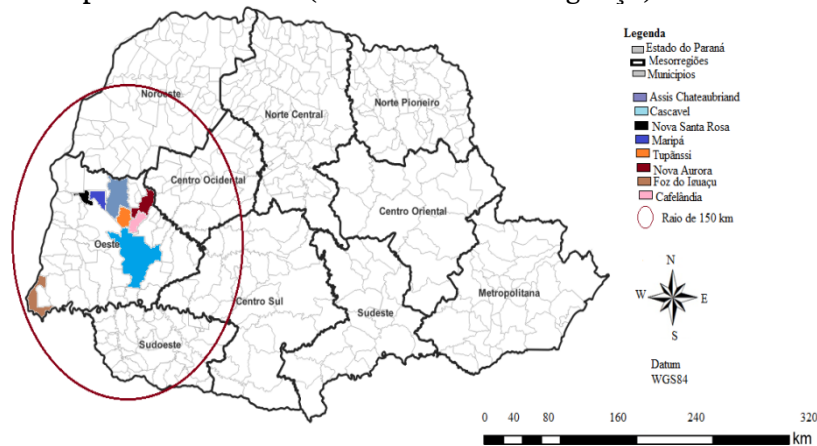 Legenda
Estado do Paraná
Mesorregiões
Municípios
Assis Chateaubriand
Cascavel
Nova Santa Rosa
Maripá
Tupãnssi
Nova Aurora
Foz do Iguaçu
Cafelândia
Raio de 150 km
Noroeste
Norte Central
Norte Pioneiro
Centro Ocidental
Centro Oriental
Oeste
Centro Sul
Sudeste
Metropolitana
Sudoeste
N
W
E
S
Datum
WGS84
0 40 80 160 240 320
km